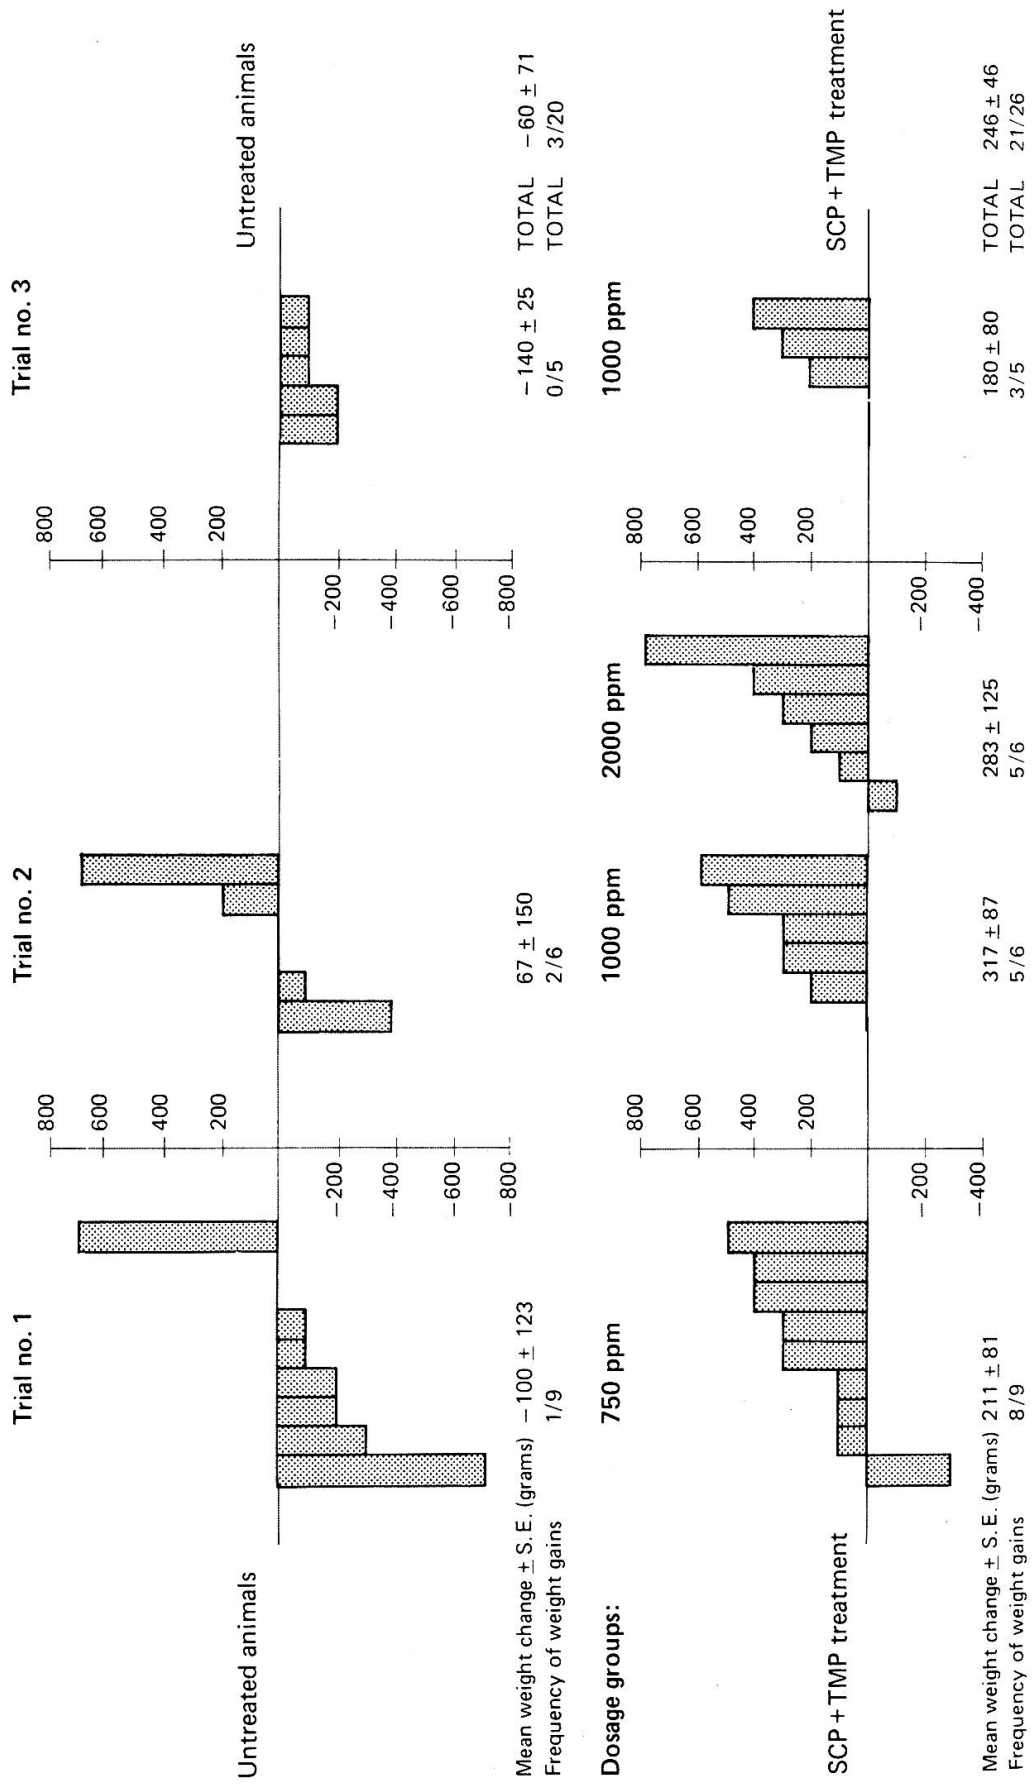 Trial no. 1
Trial no. 2
Trial no. 3
800
600
400
200
−200
−400
−600
−800
800
600
400
200
−200
−400
−600
−800
Untreated animals
Untreated animals
Mean weight change ± S.E. (grams) −100 ± 123 67 ± 150 −140 ± 25 TOTAL −60 ± 71
Frequency of weight gains 1/9 2/6 0/5 TOTAL 3/20
Dosage groups: 750 ppm 1000 ppm 2000 ppm 1000 ppm
800
600
400
200
−200
−400
800
600
400
200
−200
−400
SCP+TMP treatment
SCP+TMP treatment
Mean weight change ± S.E. (grams) 211 ± 81 317 ± 87 283 ± 125 180 ± 80 TOTAL 246 ± 46
Frequency of weight gains 8/9 5/6 5/6 3/5 TOTAL 21/26